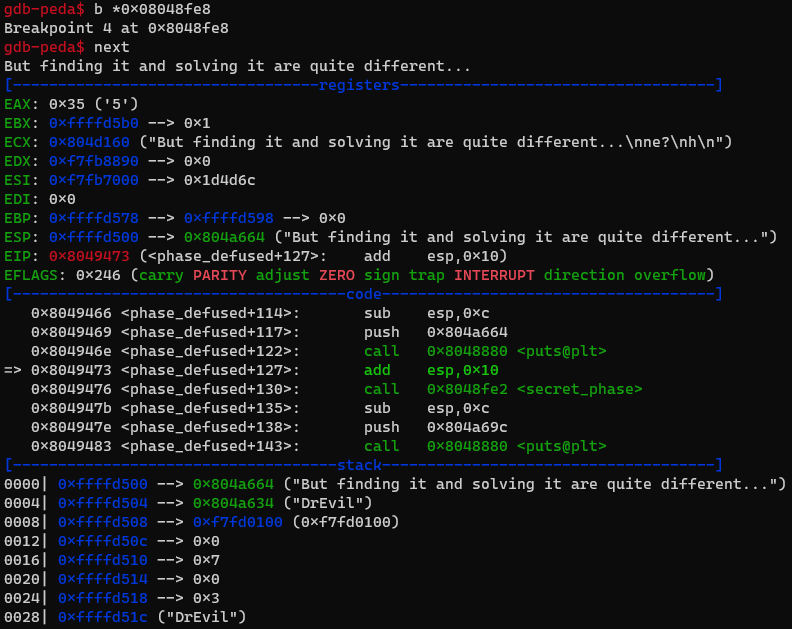 gdb-peda$ b *0×08048fe8
Breakpoint 4 at 0×8048fe8
gdb-peda$ next
But finding it and solving it are quite different...
[----------------------------------registers-----------------------------------]
EAX: 0×35 ('5')
EBX: 0×ffffd5b0 --> 0×1
ECX: 0×804d160 ("But finding it and solving it are quite different...\nne?\nh\n")
EDX: 0×f7fb8890 --> 0×0
ESI: 0×f7fb7000 --> 0×1d4d6c
EDI: 0×0
EBP: 0×ffffd578 --> 0×ffffd598 --> 0×0
ESP: 0×ffffd500 --> 0×804a664 ("But finding it and solving it are quite different...")
EIP: 0×8049473 (<phase_defused+127>:    add    esp,0×10)
EFLAGS: 0×246 (carry PARITY adjust ZERO sign trap INTERRUPT direction overflow)
[-------------------------------------code-------------------------------------]
   0×8049466 <phase_defused+114>:       sub    esp,0×c
   0×8049469 <phase_defused+117>:       push   0×804a664
   0×804946e <phase_defused+122>:       call   0×8048880 <puts@plt>
=> 0×8049473 <phase_defused+127>:       add    esp,0×10
   0×8049476 <phase_defused+130>:       call   0×8048fe2 <secret_phase>
   0×804947b <phase_defused+135>:       sub    esp,0×c
   0×804947e <phase_defused+138>:       push   0×804a69c
   0×8049483 <phase_defused+143>:       call   0×8048880 <puts@plt>
[------------------------------------stack-------------------------------------]
0000| 0×ffffd500 --> 0×804a664 ("But finding it and solving it are quite different...")
0004| 0×ffffd504 --> 0×804a634 ("DrEvil")
0008| 0×ffffd508 --> 0×f7fd0100 (0×f7fd0100)
0012| 0×ffffd50c --> 0×0
0016| 0×ffffd510 --> 0×7
0020| 0×ffffd514 --> 0×0
0024| 0×ffffd518 --> 0×3
0028| 0×ffffd51c ("DrEvil")